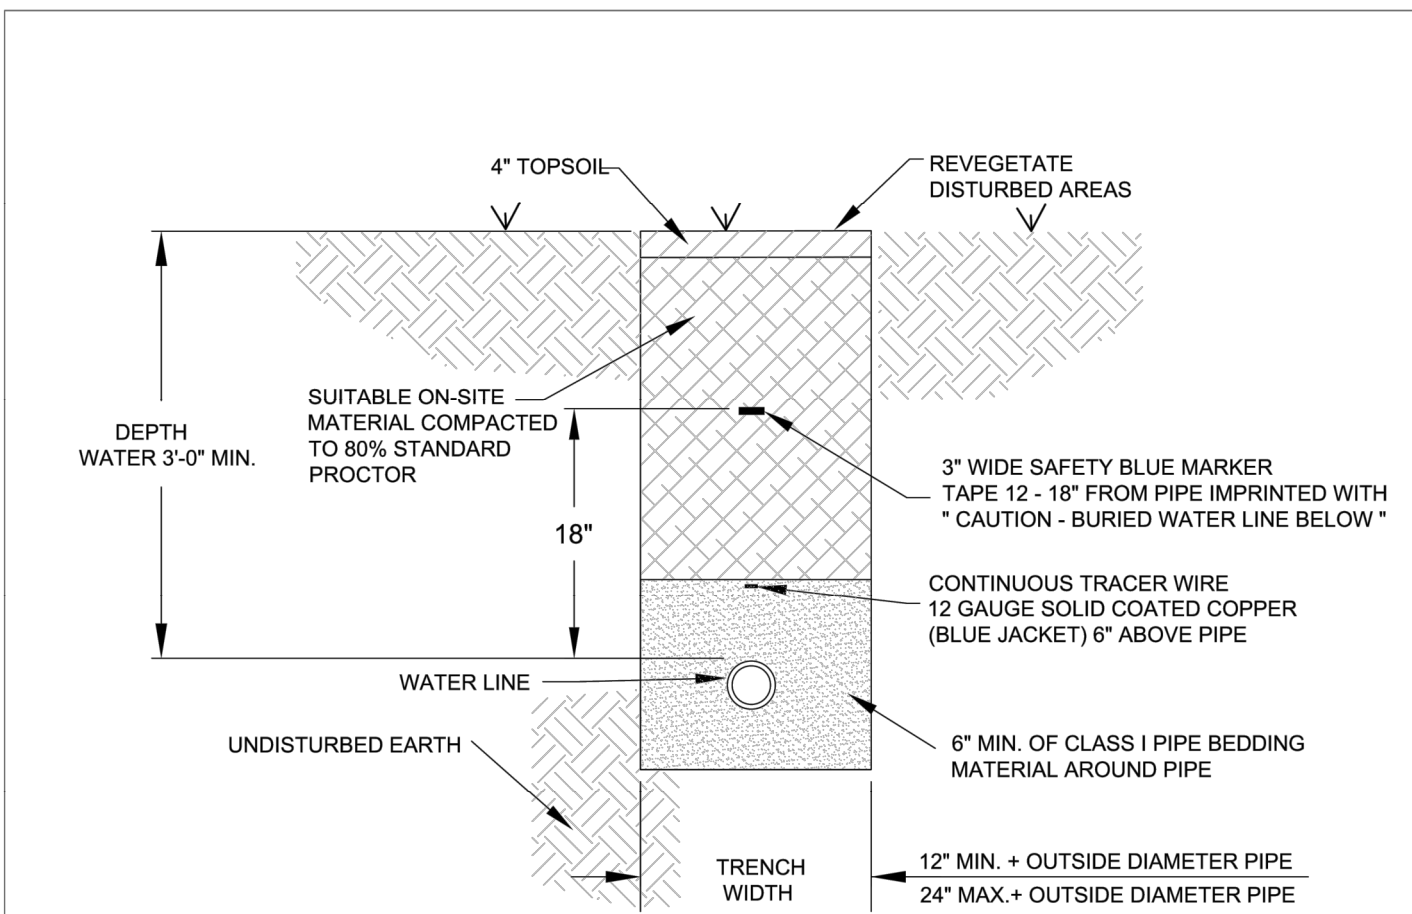 4" TOPSOIL
REVEGETATE
DISTURBED AREAS
SUITABLE ON-SITE
MATERIAL COMPACTED
TO 80% STANDARD
PROCTOR
DEPTH
WATER 3'-0" MIN.
18"
3" WIDE SAFETY BLUE MARKER
TAPE 12 - 18" FROM PIPE IMPRINTED WITH
" CAUTION - BURIED WATER LINE BELOW "
CONTINUOUS TRACER WIRE
12 GAUGE SOLID COATED COPPER
(BLUE JACKET) 6" ABOVE PIPE
WATER LINE
UNDISTURBED EARTH
6" MIN. OF CLASS I PIPE BEDDING
MATERIAL AROUND PIPE
TRENCH
WIDTH
12" MIN. + OUTSIDE DIAMETER PIPE
24" MAX.+ OUTSIDE DIAMETER PIPE